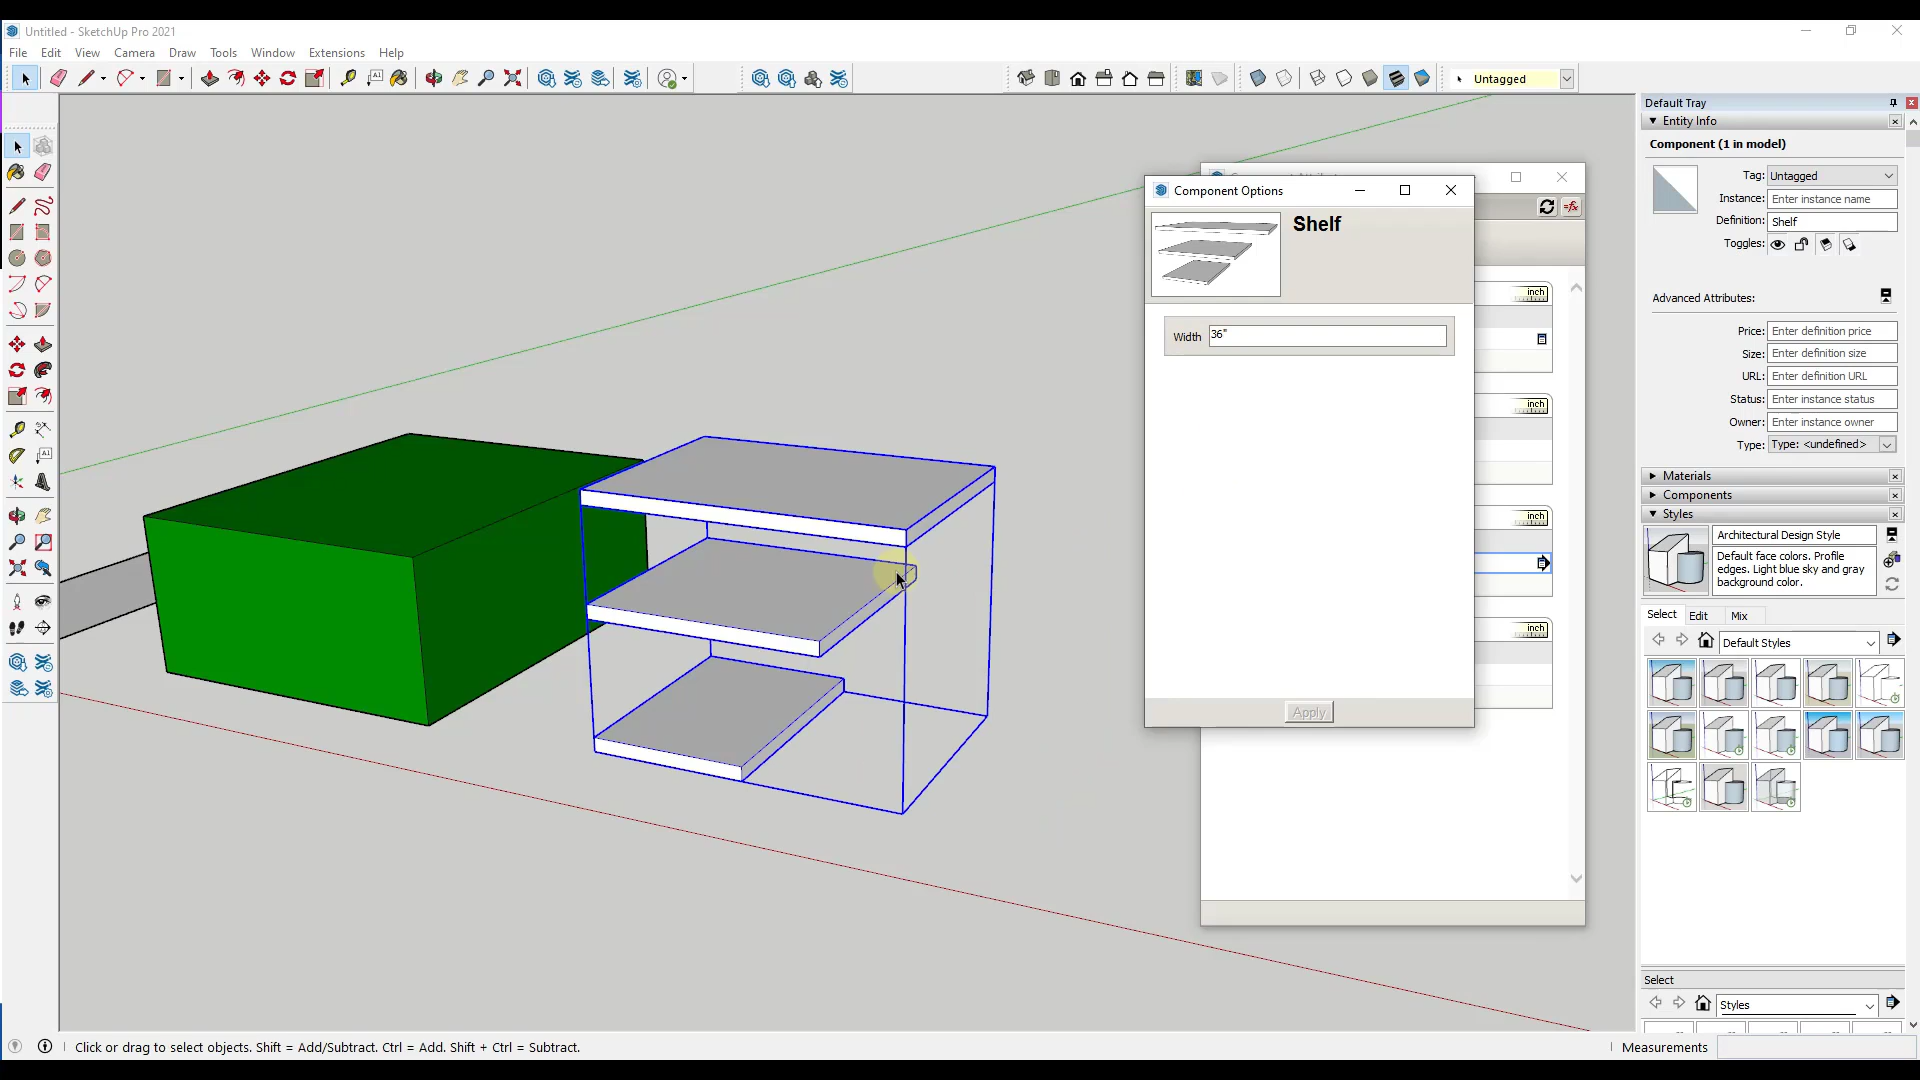 Untitled - SketchUp Pro 2021
File Edit View Camera Draw Tools Window Extensions Help
Untagged
Default Tray
Entity Info
Component (1 in model)
Tag: Untagged
Instance: Enter instance name
Definition: Shelf
Toggles:
Advanced Attributes:
Price: Enter definition price
Size: Enter definition size
URL: Enter definition URL
Status: Enter instance status
Owner: Enter instance owner
Type: Type: <undefined>
Materials
Components
Styles
Architectural Design Style
Default face colors. Profile
edges. Light blue sky and gray
background color.
Select Edit Mix
Default Styles
Select
Styles
Component Options
Shelf
Width 36"
Apply
inch
inch
inch
inch
Click or drag to select objects. Shift = Add/Subtract. Ctrl = Add. Shift + Ctrl = Subtract.
Measurements